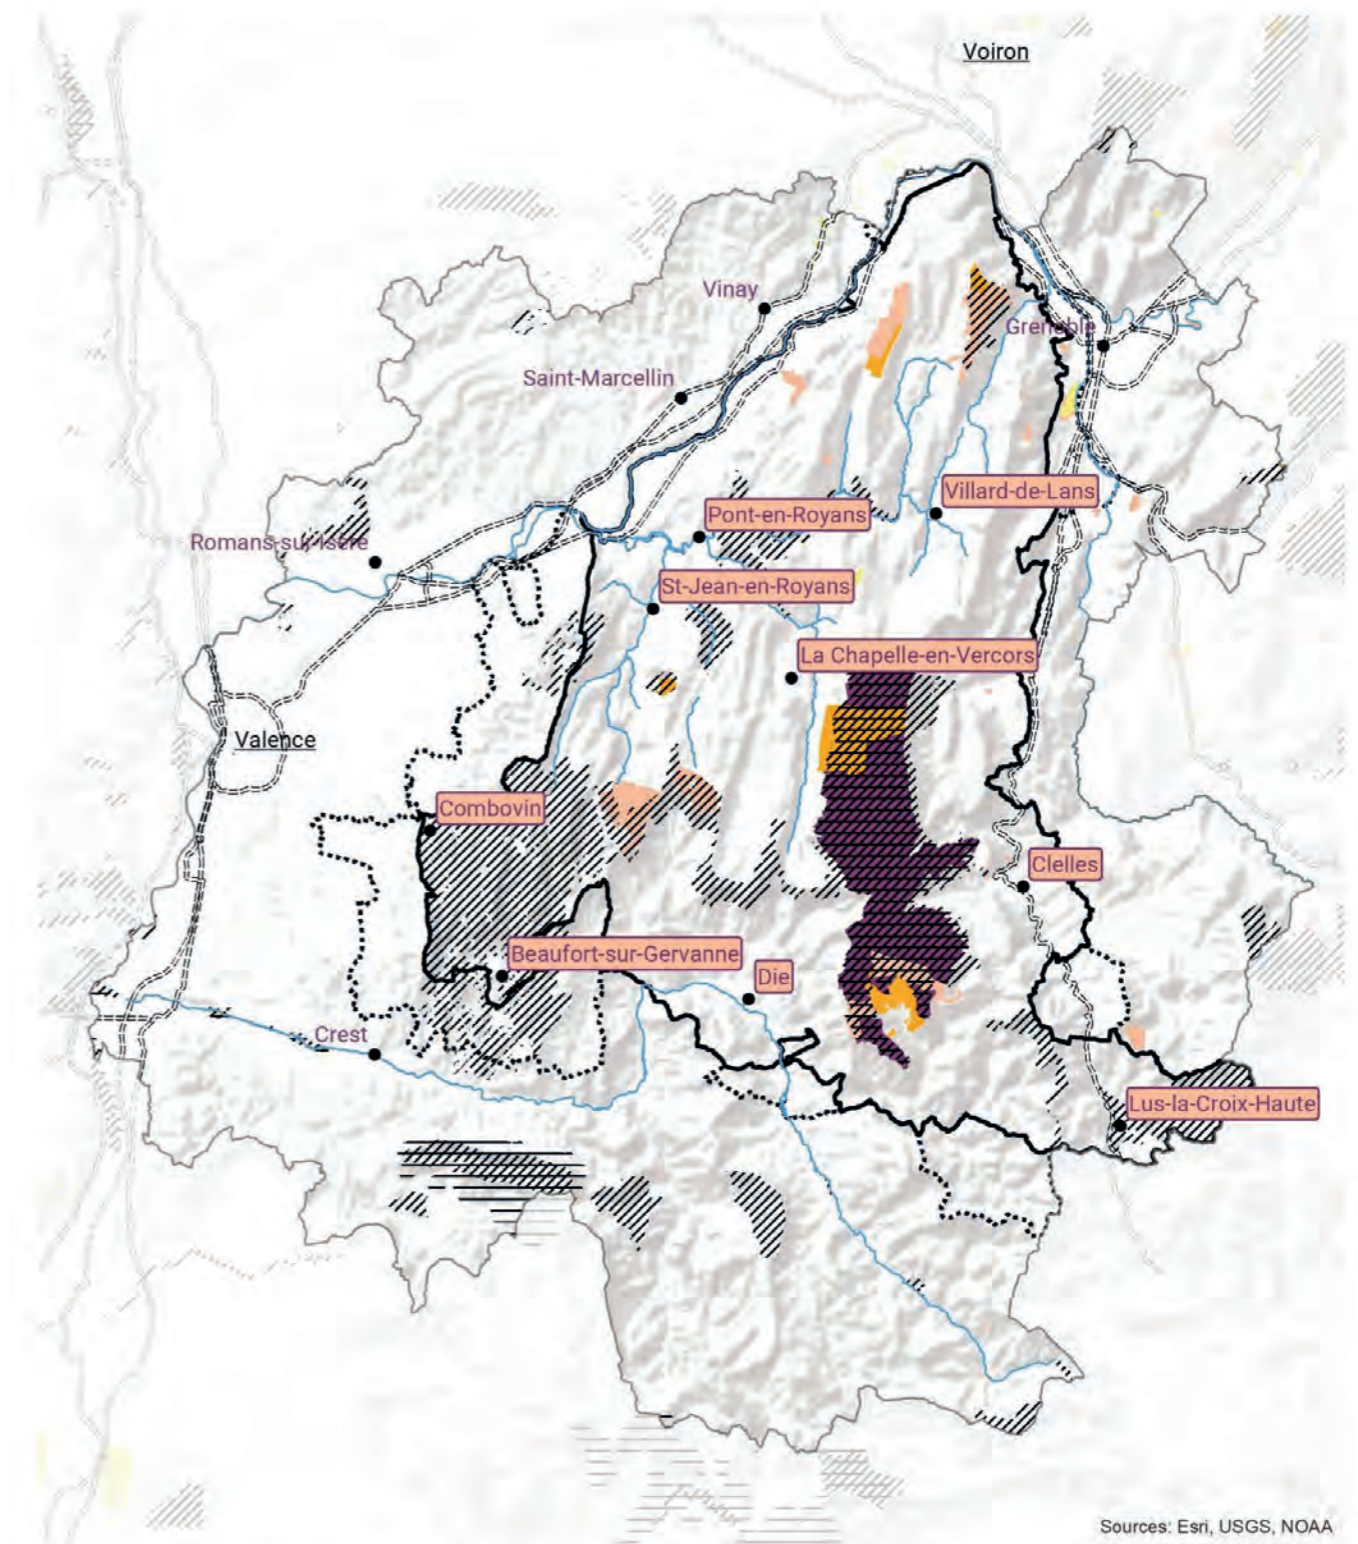 Voiron
Vinay
Grenoble
Saint-Marcellin
Villard-de-Lans
Pont-en-Royans
Romans-sur-Isère
St-Jean-en-Royans
La Chapelle-en-Vercors
Valence
Combovin
Clelles
Beaufort-sur-Gervanne
Die
Crest
Lus-la-Croix-Haute
Sources: Esri, USGS, NOAA